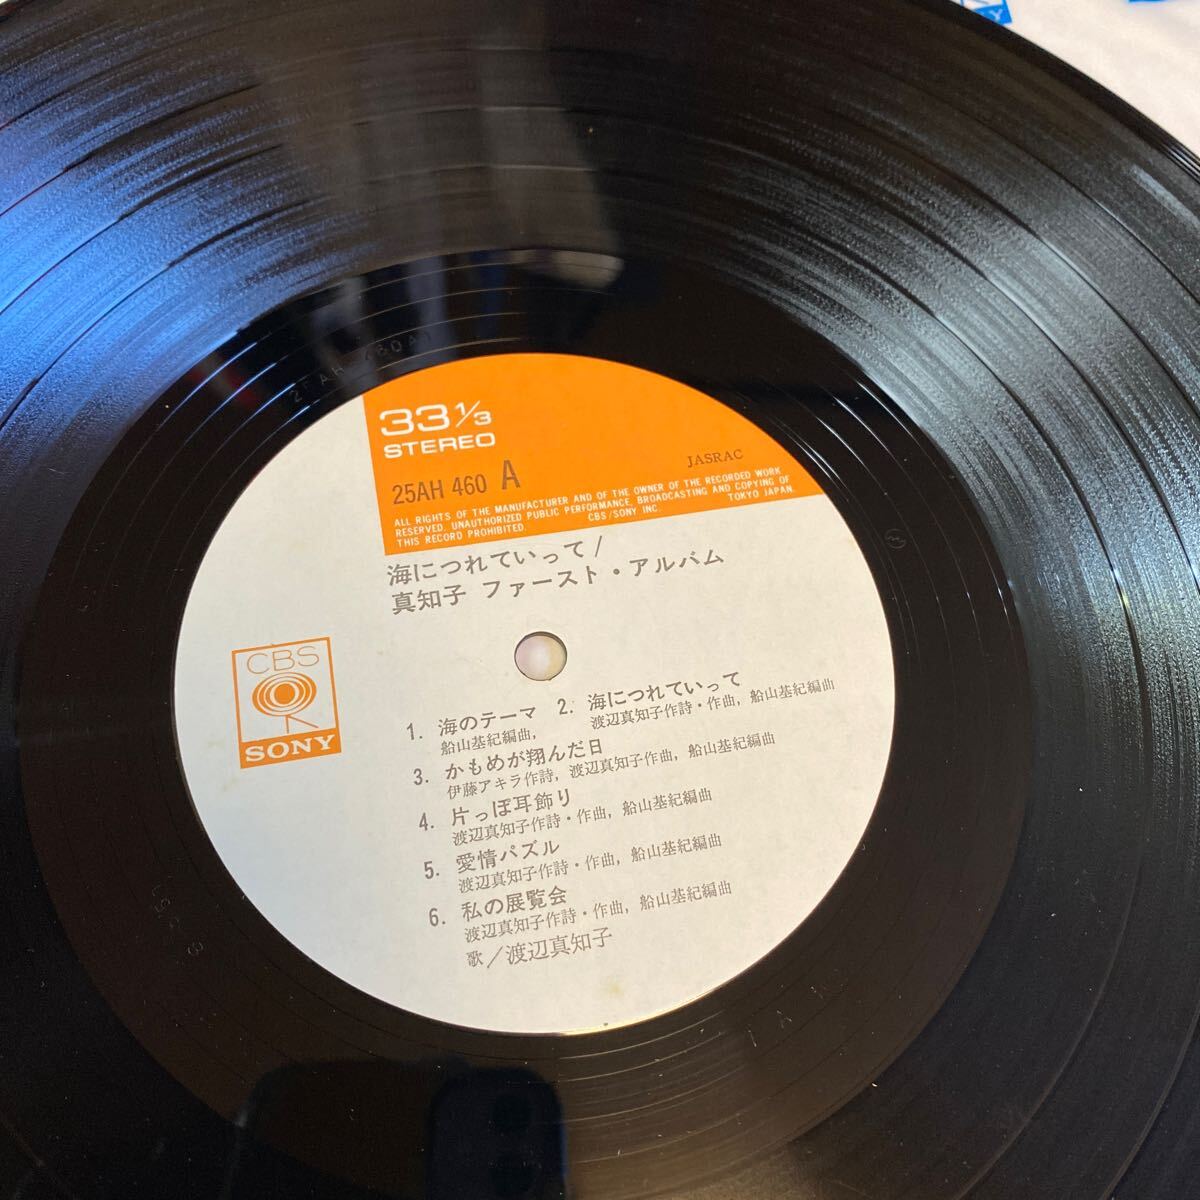 33 1/3
STEREO
JASRAC
25AH 460 A
ALL RIGHTS OF THE MANUFACTURER AND OF THE OWNER OF THE RECORDED WORK
RESERVED. UNAUTHORIZED PUBLIC PERFORMANCE, BROADCASTING AND COPYING OF
THIS RECORD PROHIBITED. CBS/SONY INC. TOKYO JAPAN.
海につれていって/
真知子 ファースト・アルバム
CBS
SONY
1. 海のテーマ 2. 海につれていって
船山基紀編曲, 渡辺真知子作詩・作曲, 船山基紀編曲
3. かもめが翔んだ日
伊藤アキラ作詩, 渡辺真知子作曲, 船山基紀編曲
4. 片っぽ耳飾り
渡辺真知子作詩・作曲, 船山基紀編曲
5. 愛情パズル
渡辺真知子作詩・作曲, 船山基紀編曲
6. 私の展覧会
渡辺真知子作詩・作曲, 船山基紀編曲
歌/渡辺真知子